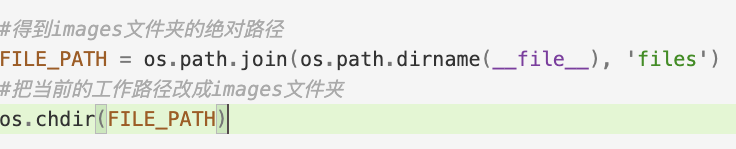 #得到images文件夹的绝对路径
FILE_PATH = os.path.join(os.path.dirname(__file__), 'files')
#把当前的工作路径改成images文件夹
os.chdir(FILE_PATH)